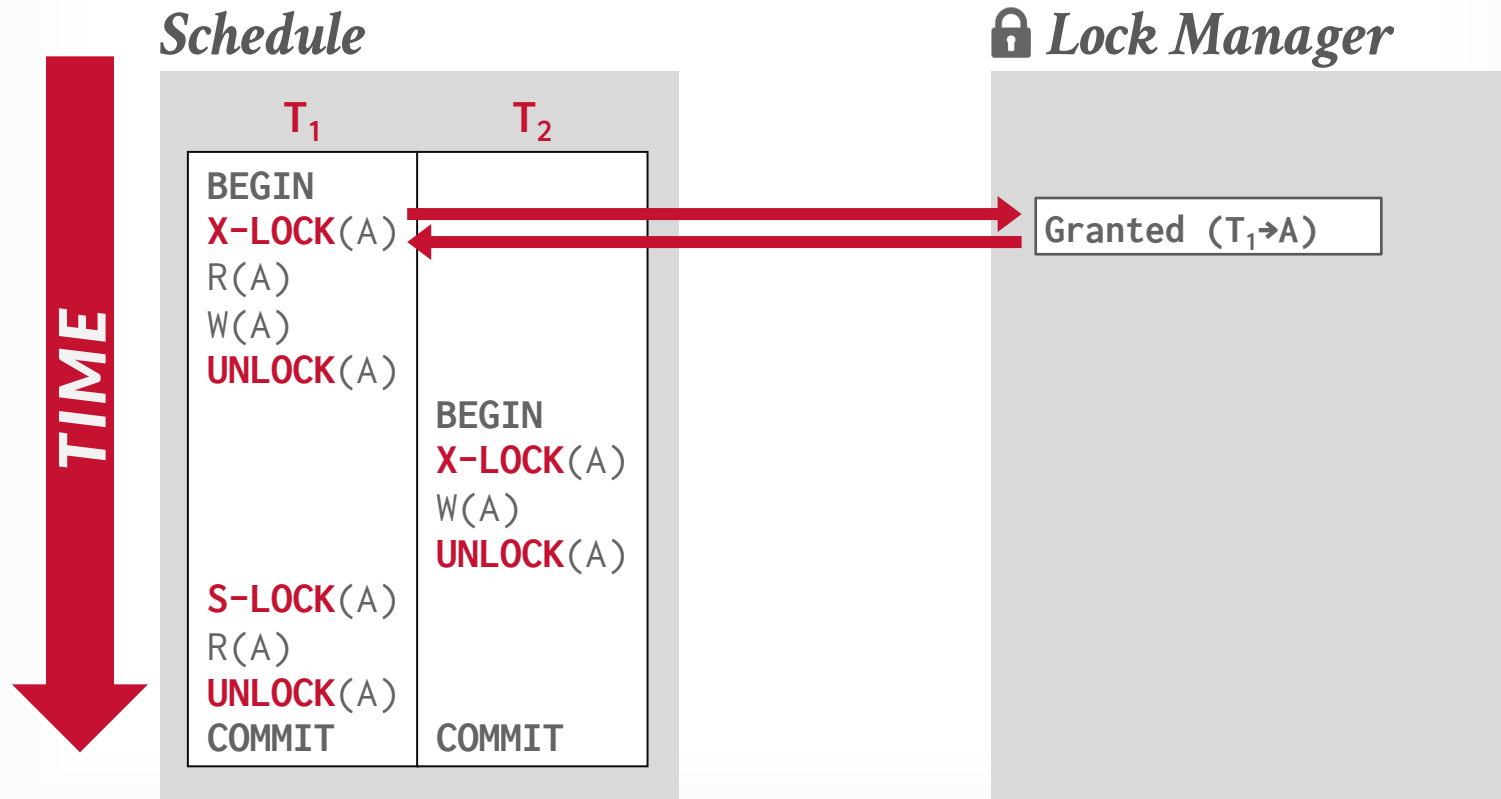 Schedule
Lock Manager
TIME
T₁ T₂
BEGIN
X-LOCK(A)
R(A)
W(A)
UNLOCK(A)
BEGIN
X-LOCK(A)
W(A)
UNLOCK(A)
S-LOCK(A)
R(A)
UNLOCK(A)
COMMIT COMMIT
Granted (T₁→A)